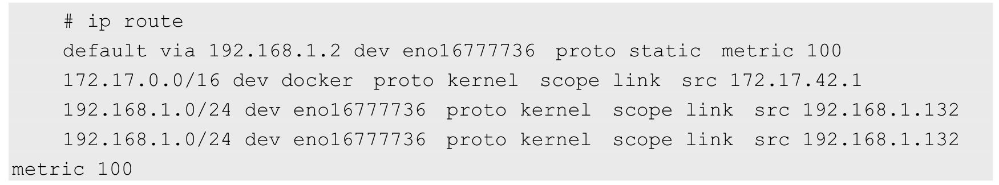 # ip route
default via 192.168.1.2 dev eno16777736  proto static  metric 100
172.17.0.0/16 dev docker  proto kernel  scope link  src 172.17.42.1
192.168.1.0/24 dev eno16777736  proto kernel  scope link  src 192.168.1.132
192.168.1.0/24 dev eno16777736  proto kernel  scope link  src 192.168.1.132
metric 100